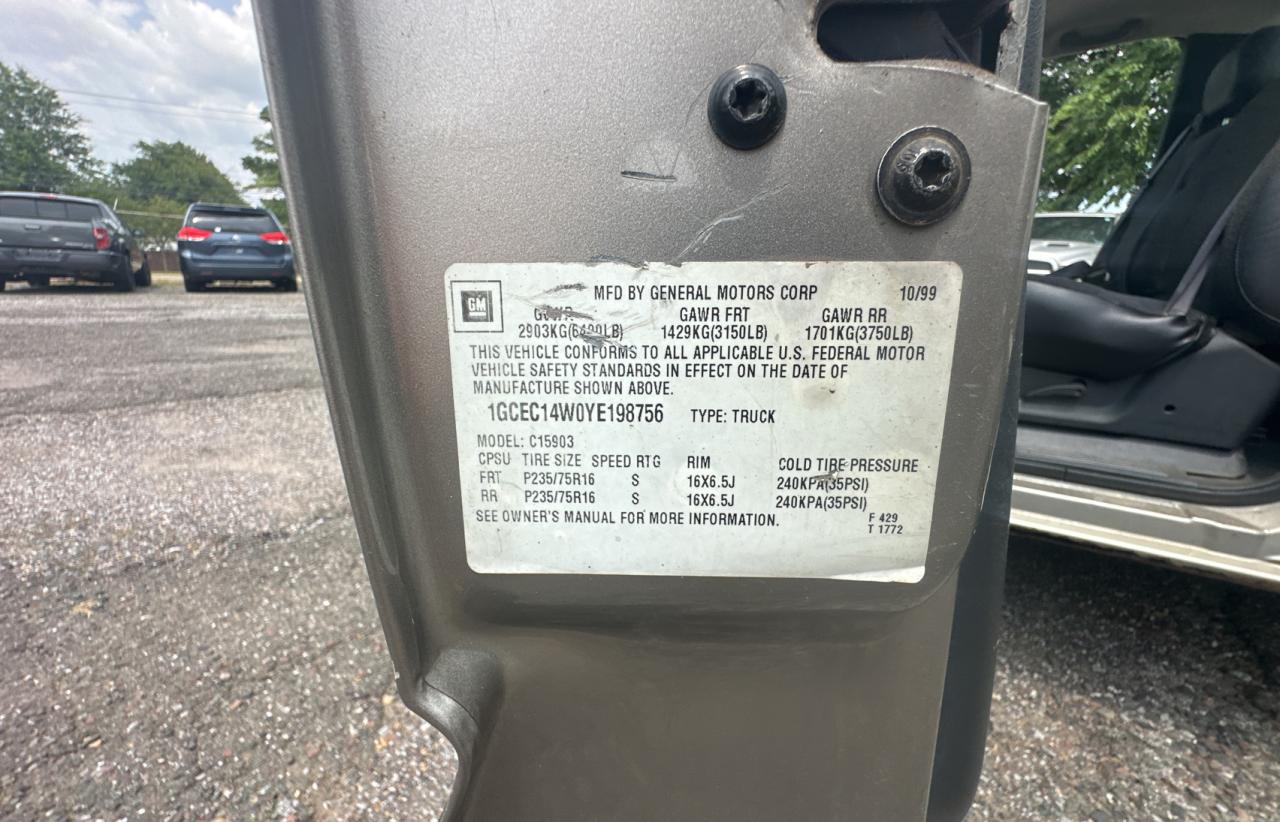 GM MFD BY GENERAL MOTORS CORP 10/99
GAWR FRT GAWR RR
2903KG( 1429KG(3150LB) 1701KG(3750LB)
THIS VEHICLE CONFORMS TO ALL APPLICABLE U.S. FEDERAL MOTOR
VEHICLE SAFETY STANDARDS IN EFFECT ON THE DATE OF
MANUFACTURE SHOWN ABOVE.
1GCEC14W0YE198756 TYPE: TRUCK
MODEL: C15903
CPSU TIRE SIZE SPEED RTG RIM COLD TIRE PRESSURE
FRT P235/75R16 S 16X6.5J 240KPA(35PSI)
RR P235/75R16 S 16X6.5J 240KPA(35PSI)
SEE OWNER'S MANUAL FOR MORE INFORMATION.
F 429
T 1772